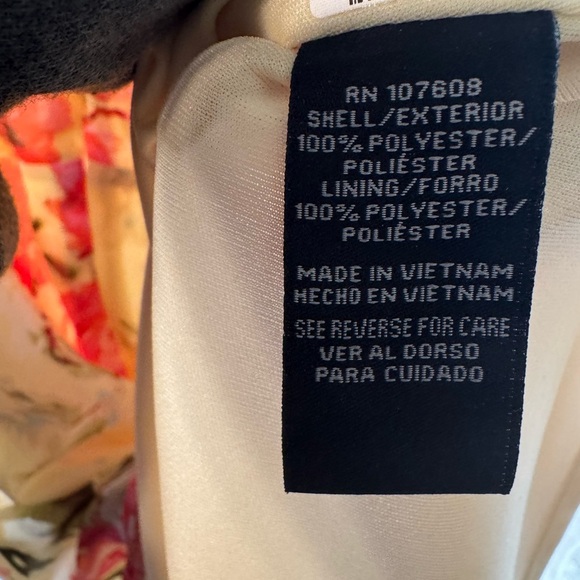 RN 107608
SHELL/EXTERIOR
100% POLYESTER/
POLIÉSTER
LINING/FORRO
100% POLYESTER/
POLIÉSTER
MADE IN VIETNAM
HECHO EN VIETNAM
SEE REVERSE FOR CARE
VER AL DORSO
PARA CUIDADO